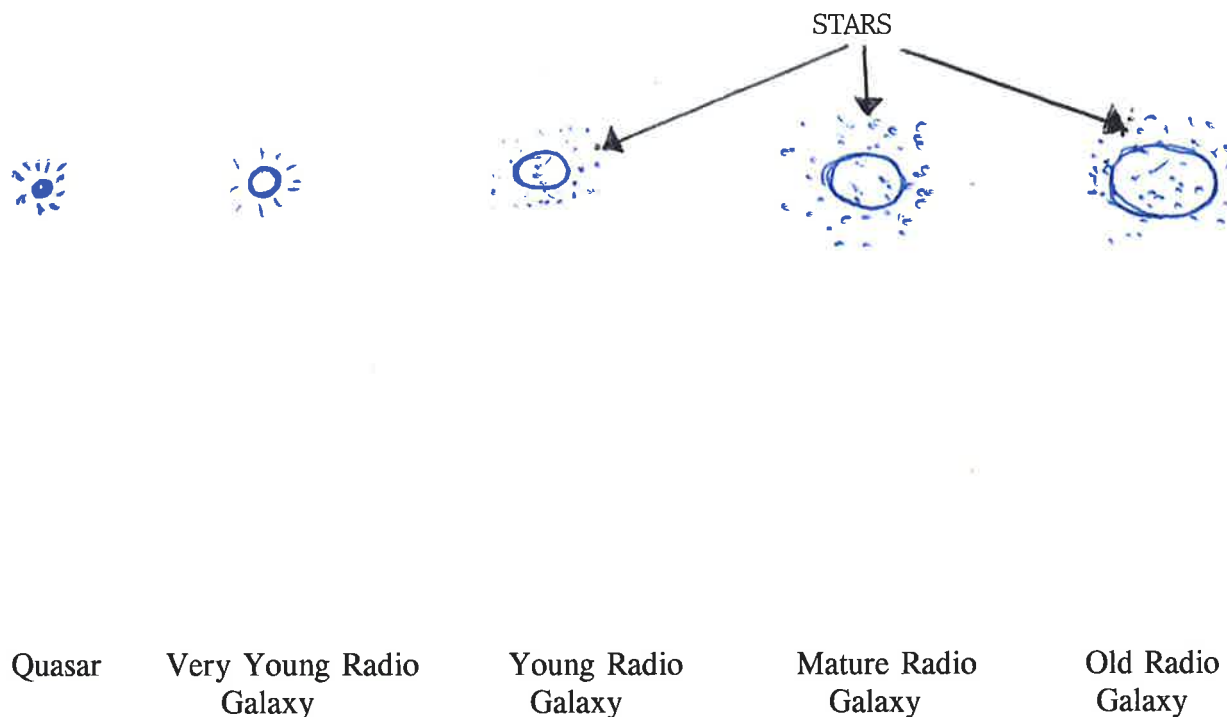 STARS
Quasar
Very Young Radio
Galaxy
Young Radio
Galaxy
Mature Radio
Galaxy
Old Radio
Galaxy